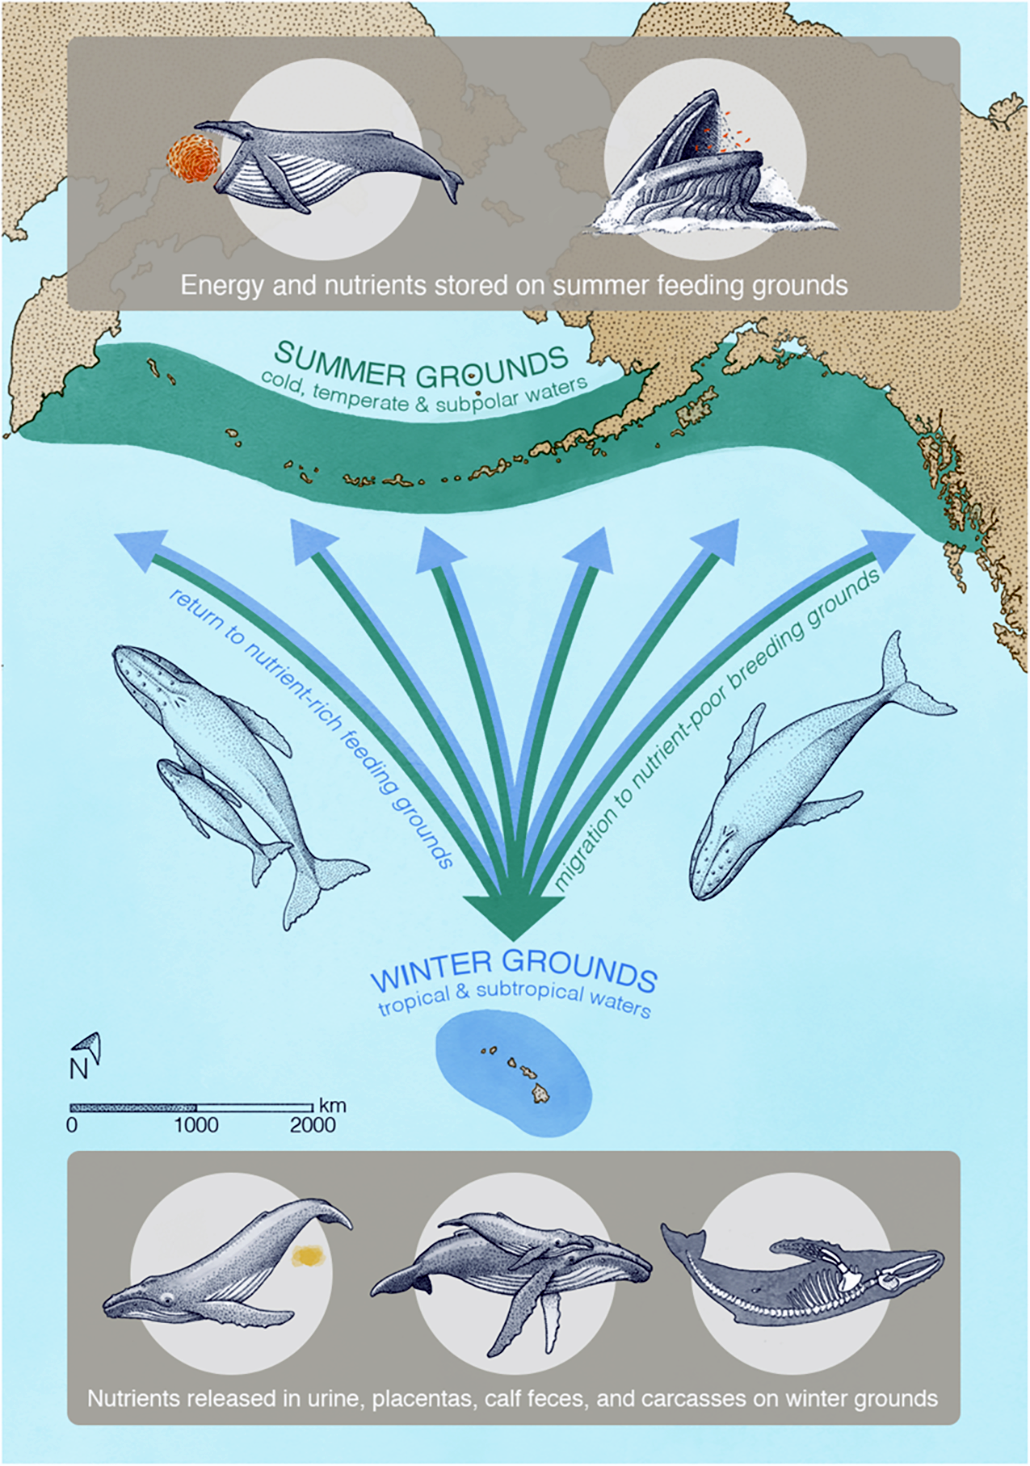 Energy and nutrients stored on summer feeding grounds
SUMMER GROUNDS
cold, temperate & subpolar waters
return to nutrient-rich feeding grounds
migration to nutrient-poor breeding grounds
WINTER GROUNDS
tropical & subtropical waters
N
km
0 1000 2000
Nutrients released in urine, placentas, calf feces, and carcasses on winter grounds